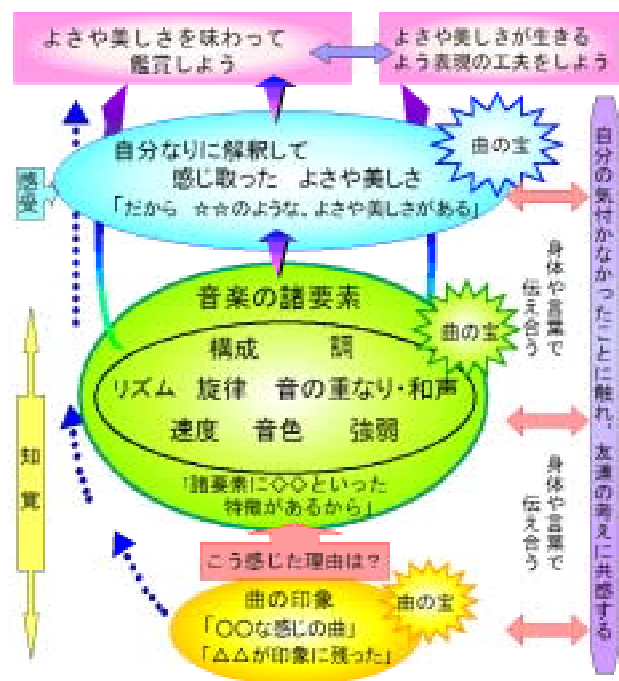 よさや美しさを味わって
鑑賞しよう
よさや美しさが生きる
よう表現の工夫をしよう
自分なりに解釈して
感じ取った　よさや美しさ
「だから　☆☆のような、よさや美しさがある」
曲の宝
感受
音楽の諸要素
曲の宝
構成　調
リズム　旋律　音の重なり・和声
速度　音色　強弱
「諸要素に◇◇といった
特徴があるから」
知覚
こう感じた理由は？
曲の印象
「〇〇な感じの曲」
「△△が印象に残った」
曲の宝
身体や言葉で
伝え合う
身体や言葉で
伝え合う
自分の気付かなかったことに触れ、友達の考えに共感する